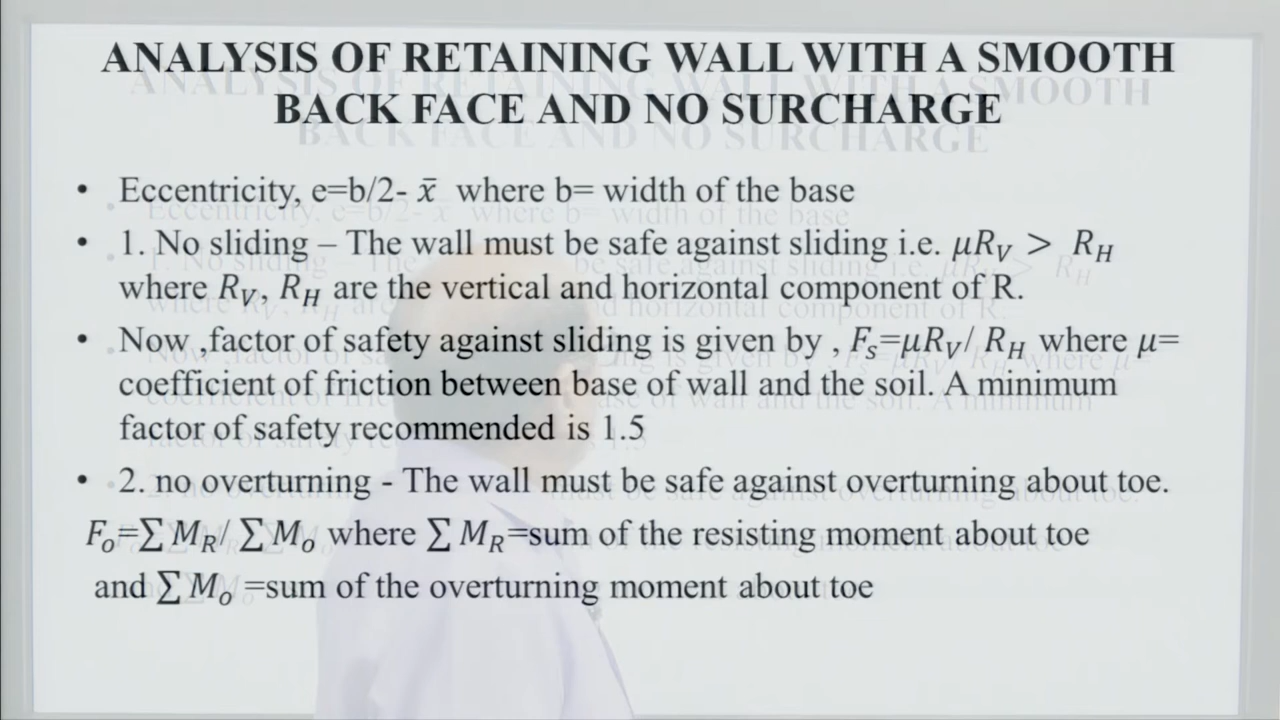 ANALYSIS OF RETAINING WALL WITH A SMOOTH
BACK FACE AND NO SURCHARGE
• Eccentricity, e=b/2- x̄ where b= width of the base
• 1. No sliding – The wall must be safe against sliding i.e. μR_V > R_H
where R_V, R_H are the vertical and horizontal component of R.
• Now ,factor of safety against sliding is given by , F_s=μR_V/ R_H where μ=
coefficient of friction between base of wall and the soil. A minimum
factor of safety recommended is 1.5
• 2. no overturning - The wall must be safe against overturning about toe.
F_o=∑ M_R/ ∑ M_o where ∑ M_R=sum of the resisting moment about toe
and ∑ M_o =sum of the overturning moment about toe